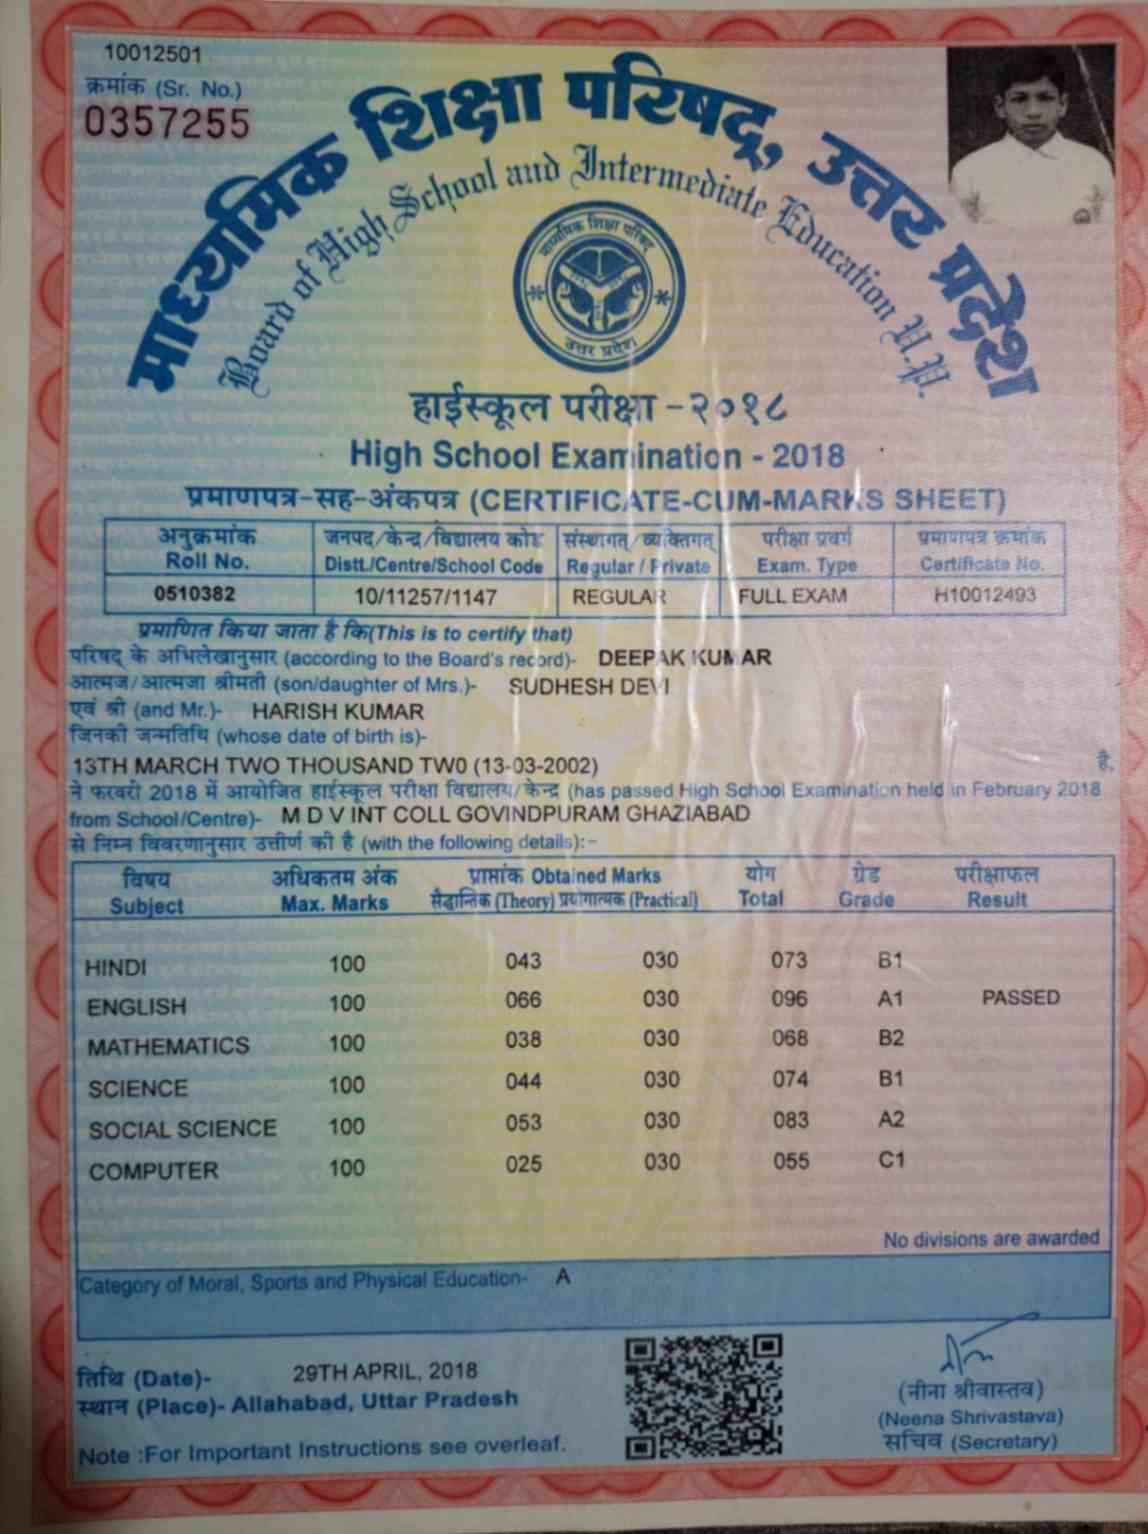 10012501
क्रमांक (Sr. No.)
0357255
माध्यमिक शिक्षा परिषद्, उत्तर प्रदेश
Board of High School and Intermediate Education U.P.
माध्यमिक शिक्षा परिषद्
उत्तर प्रदेश
हाईस्कूल परीक्षा - २०१८
High School Examination - 2018
प्रमाणपत्र-सह-अंकपत्र (CERTIFICATE-CUM-MARKS SHEET)
अनुक्रमांक जनपद/केन्द्र/विद्यालय कोड संस्थागत्/व्यक्तिगत् परीक्षा प्रवर्ग प्रमाणपत्र क्रमांक
Roll No. Distt./Centre/School Code Regular / Private Exam. Type Certificate No.
0510382 10/11257/1147 REGULAR FULL EXAM H10012493
प्रमाणित किया जाता है कि(This is to certify that)
परिषद् के अभिलेखानुसार (according to the Board's record)- DEEPAK KUMAR
आत्मज/आत्मजा श्रीमती (son/daughter of Mrs.)- SUDHESH DEVI
एवं श्री (and Mr.)- HARISH KUMAR
जिनकी जन्मतिथि (whose date of birth is)-
13TH MARCH TWO THOUSAND TW0 (13-03-2002) है,
ने फरवरी 2018 में आयोजित हाईस्कूल परीक्षा विद्यालय/केन्द्र (has passed High School Examination held in February 2018
from School/Centre)- M D V INT COLL GOVINDPURAM GHAZIABAD
से निम्न विवरणानुसार उत्तीर्ण की है (with the following details):-
विषय अधिकतम अंक प्राप्तांक Obtained Marks योग ग्रेड परीक्षाफल
Subject Max. Marks सैद्धान्तिक (Theory) प्रयोगात्मक (Practical) Total Grade Result
HINDI 100 043 030 073 B1
ENGLISH 100 066 030 096 A1 PASSED
MATHEMATICS 100 038 030 068 B2
SCIENCE 100 044 030 074 B1
SOCIAL SCIENCE 100 053 030 083 A2
COMPUTER 100 025 030 055 C1
No divisions are awarded
Category of Moral, Sports and Physical Education- A
तिथि (Date)- 29TH APRIL, 2018
स्थान (Place)- Allahabad, Uttar Pradesh
Note :For Important Instructions see overleaf.
(नीना श्रीवास्तव)
(Neena Shrivastava)
सचिव (Secretary)